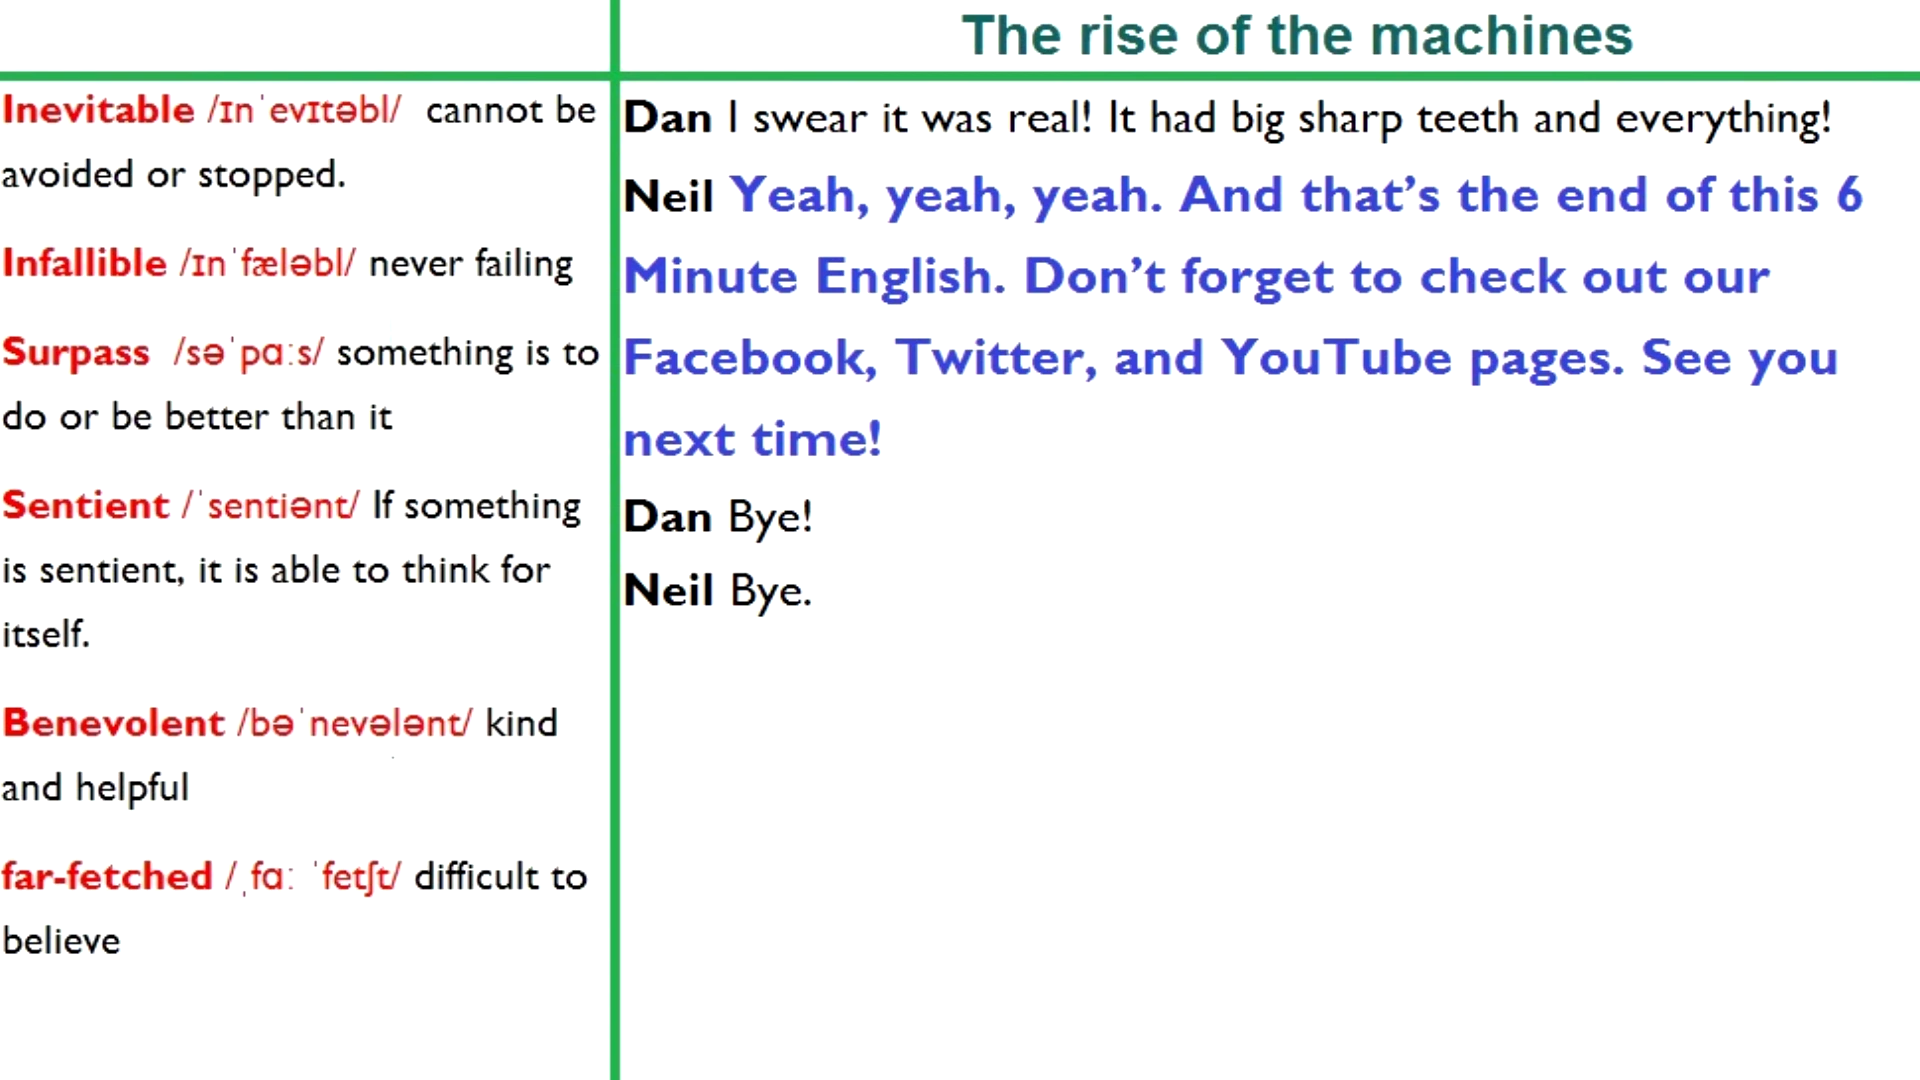 The rise of the machines
Inevitable /ɪnˈevɪtəbl/ cannot be
avoided or stopped.
Infallible /ɪnˈfæləbl/ never failing
Surpass /səˈpɑːs/ something is to
do or be better than it
Sentient /ˈsentiənt/ If something
is sentient, it is able to think for
itself.
Benevolent /bəˈnevələnt/ kind
and helpful
far-fetched /ˌfɑː ˈfetʃt/ difficult to
believe
Dan I swear it was real! It had big sharp teeth and everything!
Neil Yeah, yeah, yeah. And that’s the end of this 6
Minute English. Don’t forget to check out our
Facebook, Twitter, and YouTube pages. See you
next time!
Dan Bye!
Neil Bye.